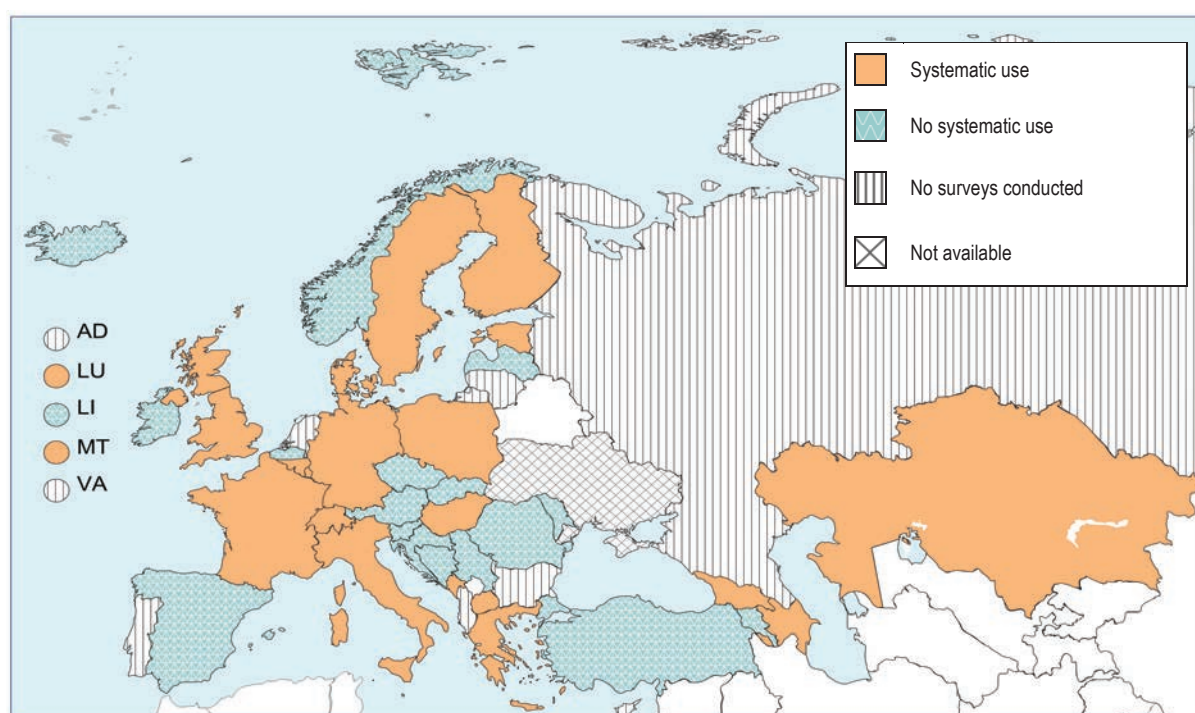 Systematic use
No systematic use
No surveys conducted
Not available
AD
LU
LI
MT
VA